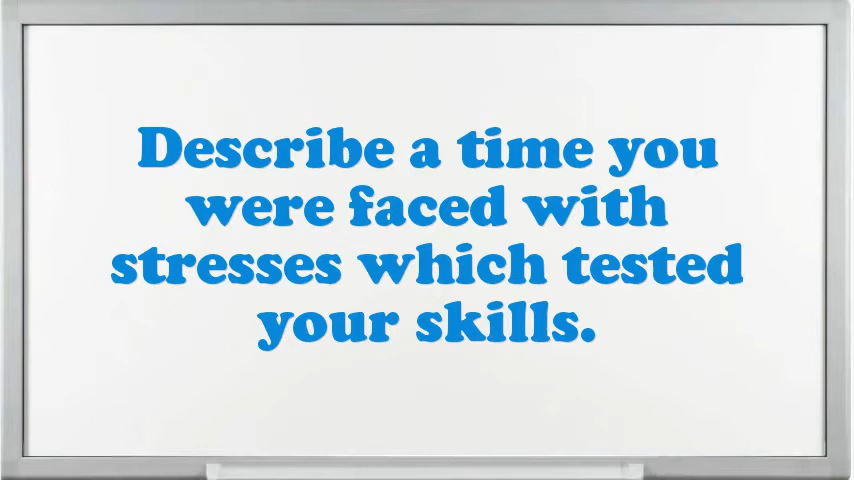 Describe a time you
were faced with
stresses which tested
your skills.